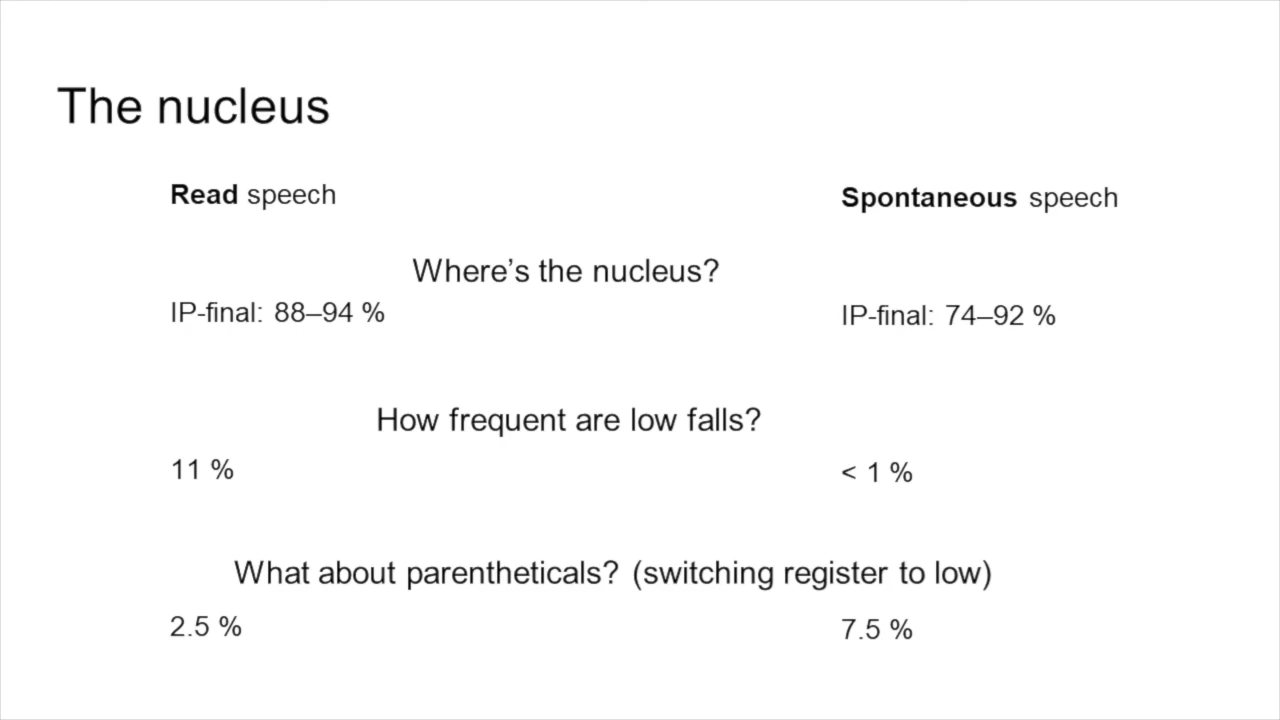 The nucleus
Read speech
Spontaneous speech
Where’s the nucleus?
IP-final: 88–94 %
IP-final: 74–92 %
How frequent are low falls?
11 %
< 1 %
What about parentheticals? (switching register to low)
2.5 %
7.5 %